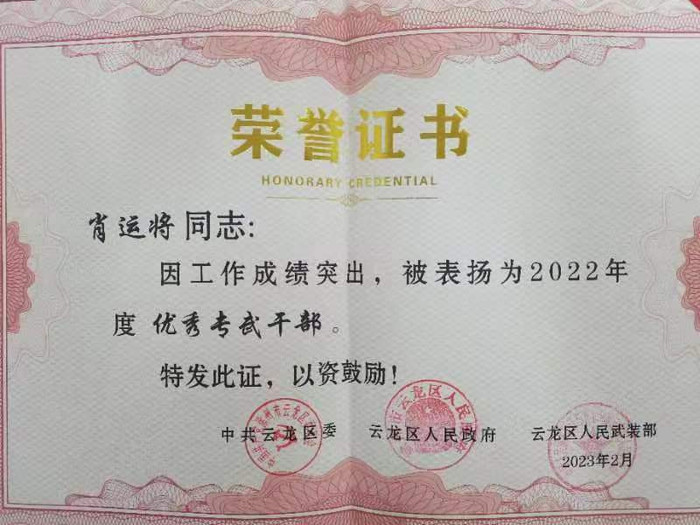 荣誉证书
HONORARY CREDENTIAL
肖运将同志:
因工作成绩突出，被表扬为2022年
度 优秀专武干部。
特发此证，以资鼓励!
中共云龙区委 云龙区人民政府 云龙区人民武装部
2023年2月